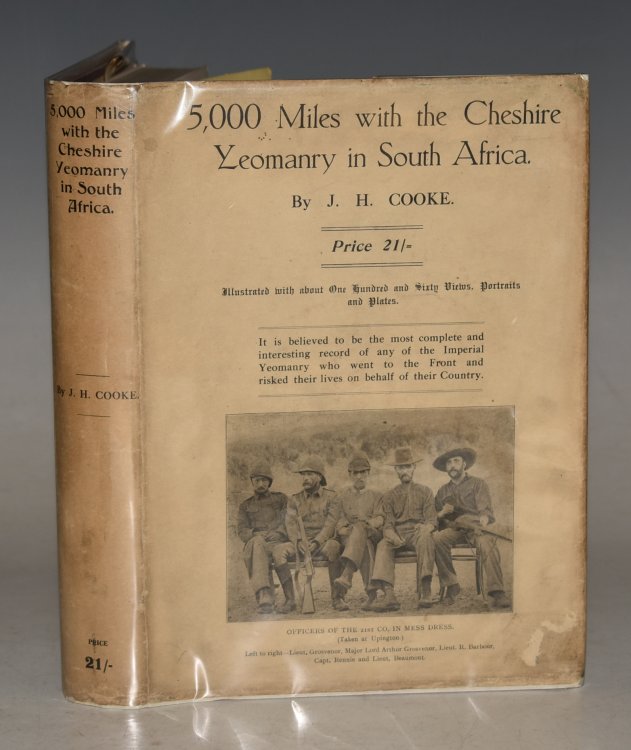 5,000 Miles
with the
Cheshire
Yeomanry
in South
Africa.
By J. H. COOKE.
PRICE
21/-
5,000 Miles with the Cheshire
Yeomanry in South Africa.
By J. H. COOKE.
Price 21/-
Illustrated with about One Hundred and Sixty Views, Portraits
and Plates.
It is believed to be the most complete and
interesting record of any of the Imperial
Yeomanry who went to the Front and
risked their lives on behalf of their Country.
OFFICERS OF THE 21ST CO. IN MESS DRESS.
(Taken at Upington.)
Left to right—Lieut. Grosvenor, Major Lord Arthur Grosvenor, Lieut. R. Barbour,
Capt. Rennie and Lieut. Beaumont.